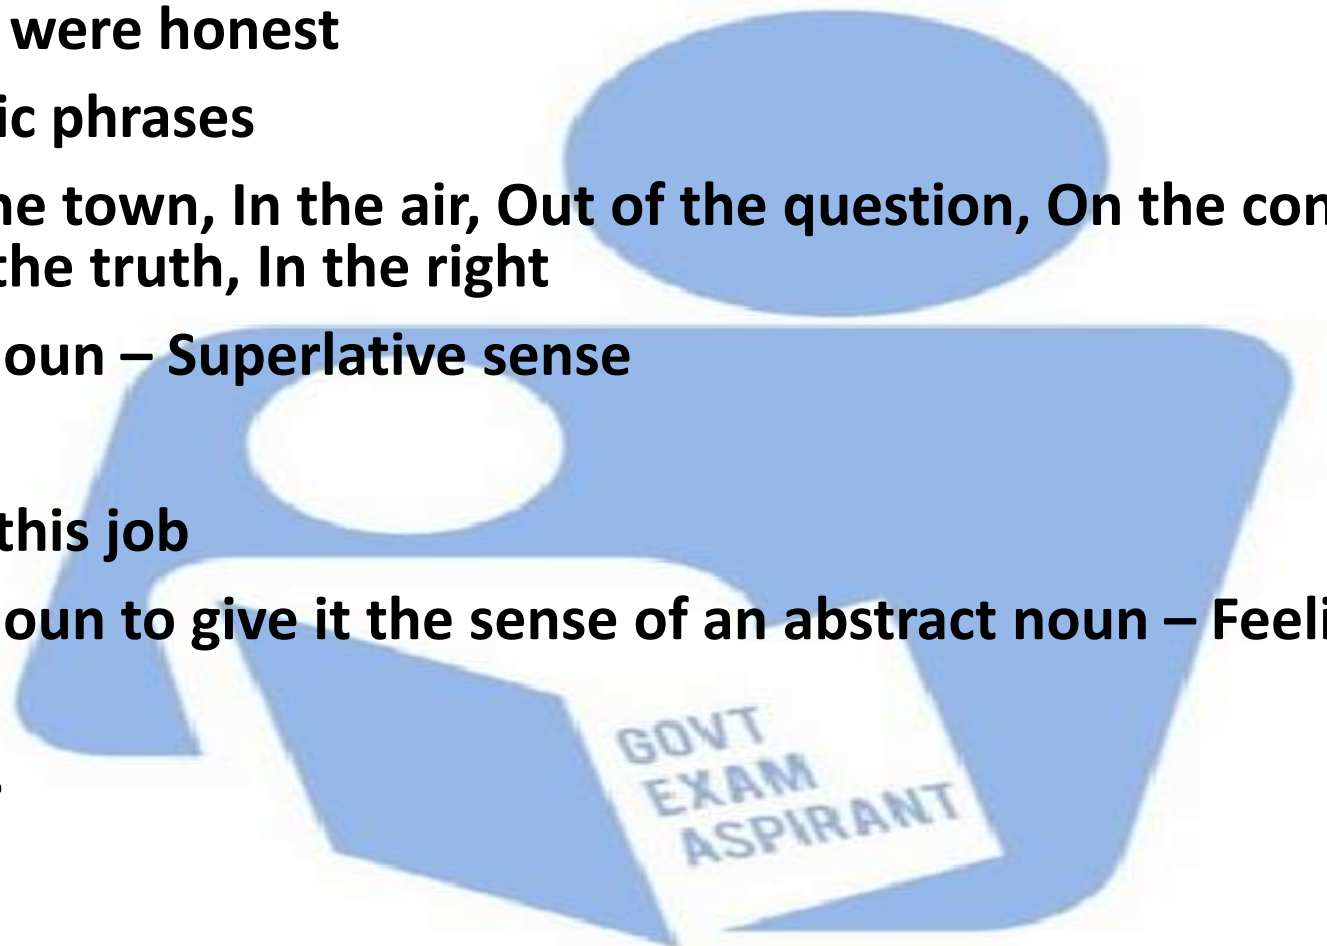 were honest
ic phrases
he town, In the air, Out of the question, On the con
the truth, In the right
oun – Superlative sense
this job
oun to give it the sense of an abstract noun – Feeli
GOVT
EXAM
ASPIRANT